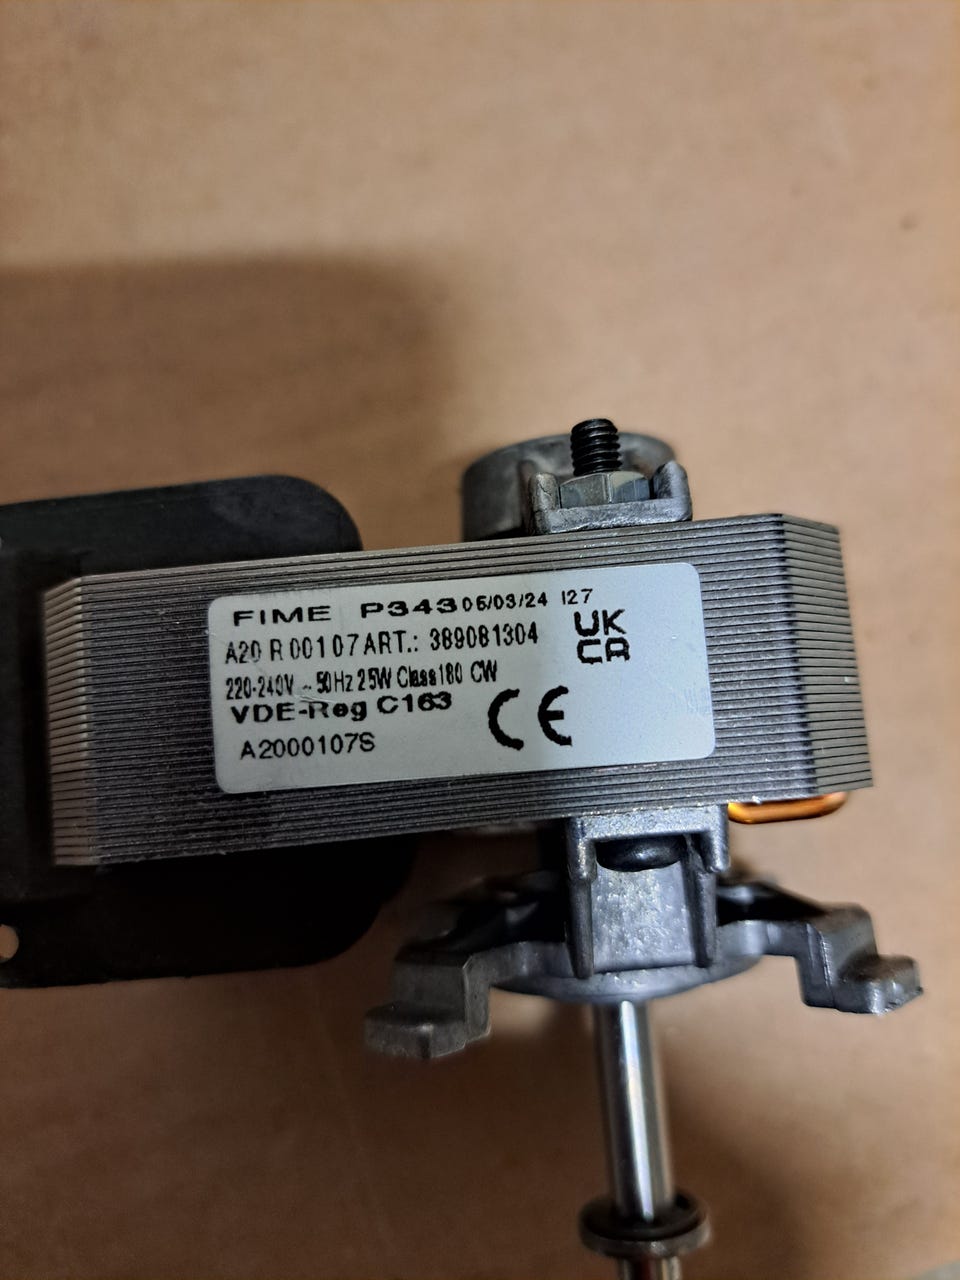 FIME P343 05/03/24 I27
A20 R 00107 ART.: 389081304
UK
CA
220-240V ~ 50Hz 25W Class180 CW
VDE-Reg C163
CE
A2000107S